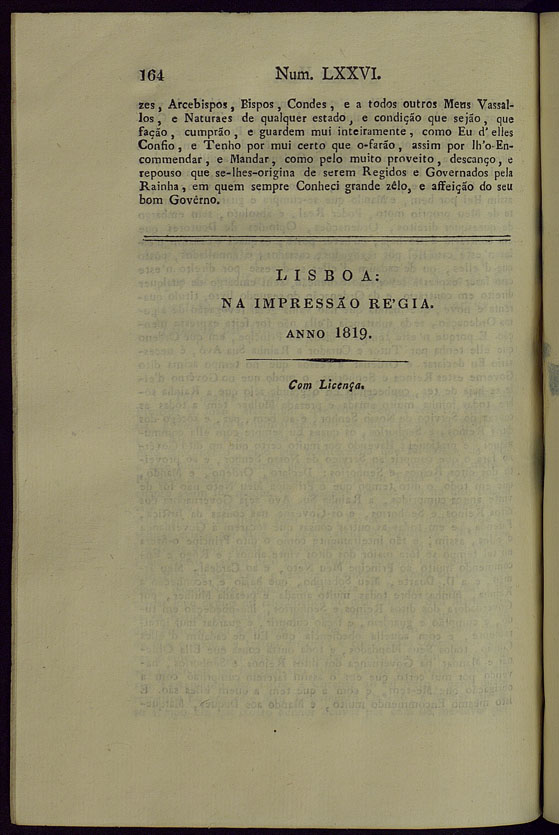 164 Num. LXXVI.
zes, Arcebispos, Bispos, Condes, e a todos outros Meus Vassal-
los, e Naturaes de qualquer estado, e condição que sejão, que
fação, cumprão, e guardem mui inteiramente, como Eu d'elles
Confio, e Tenho por mui certo que o-farão, assim por lh'o-En-
commendar, e Mandar, como pelo muito proveito, descanço, e
repouso que se-lhes-origina de serem Regidos e Governados pela
Rainha, em quem sempre Conheci grande zêlo, e affeição do seu
bom Govêrno.
LISBOA:
NA IMPRESSÃO RE'GIA.
ANNO 1819.
Com Licença.